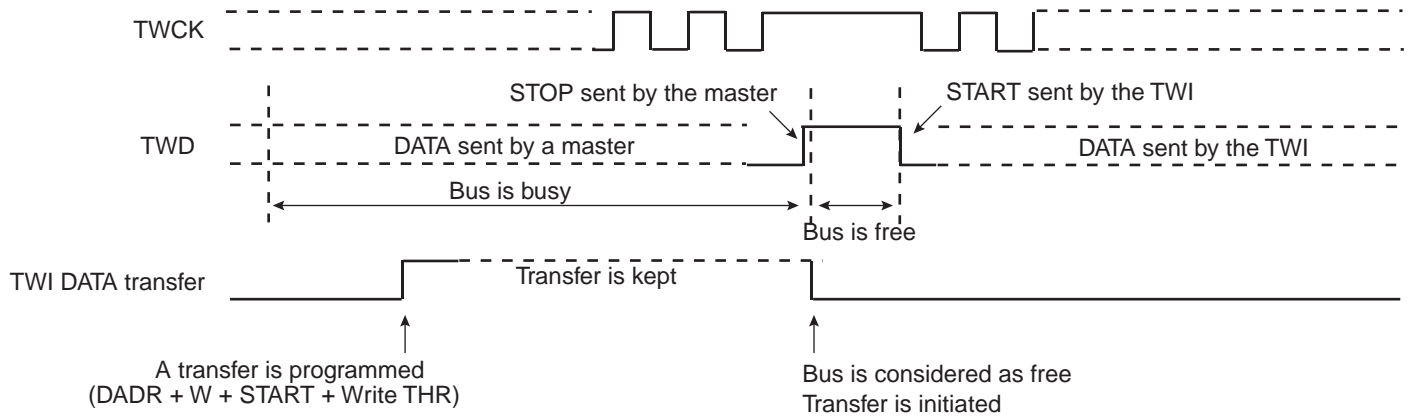 TWCK
STOP sent by the master
START sent by the TWI
TWD
DATA sent by a master
DATA sent by the TWI
Bus is busy
Bus is free
TWI DATA transfer
Transfer is kept
A transfer is programmed
(DADR + W + START + Write THR)
Bus is considered as free
Transfer is initiated